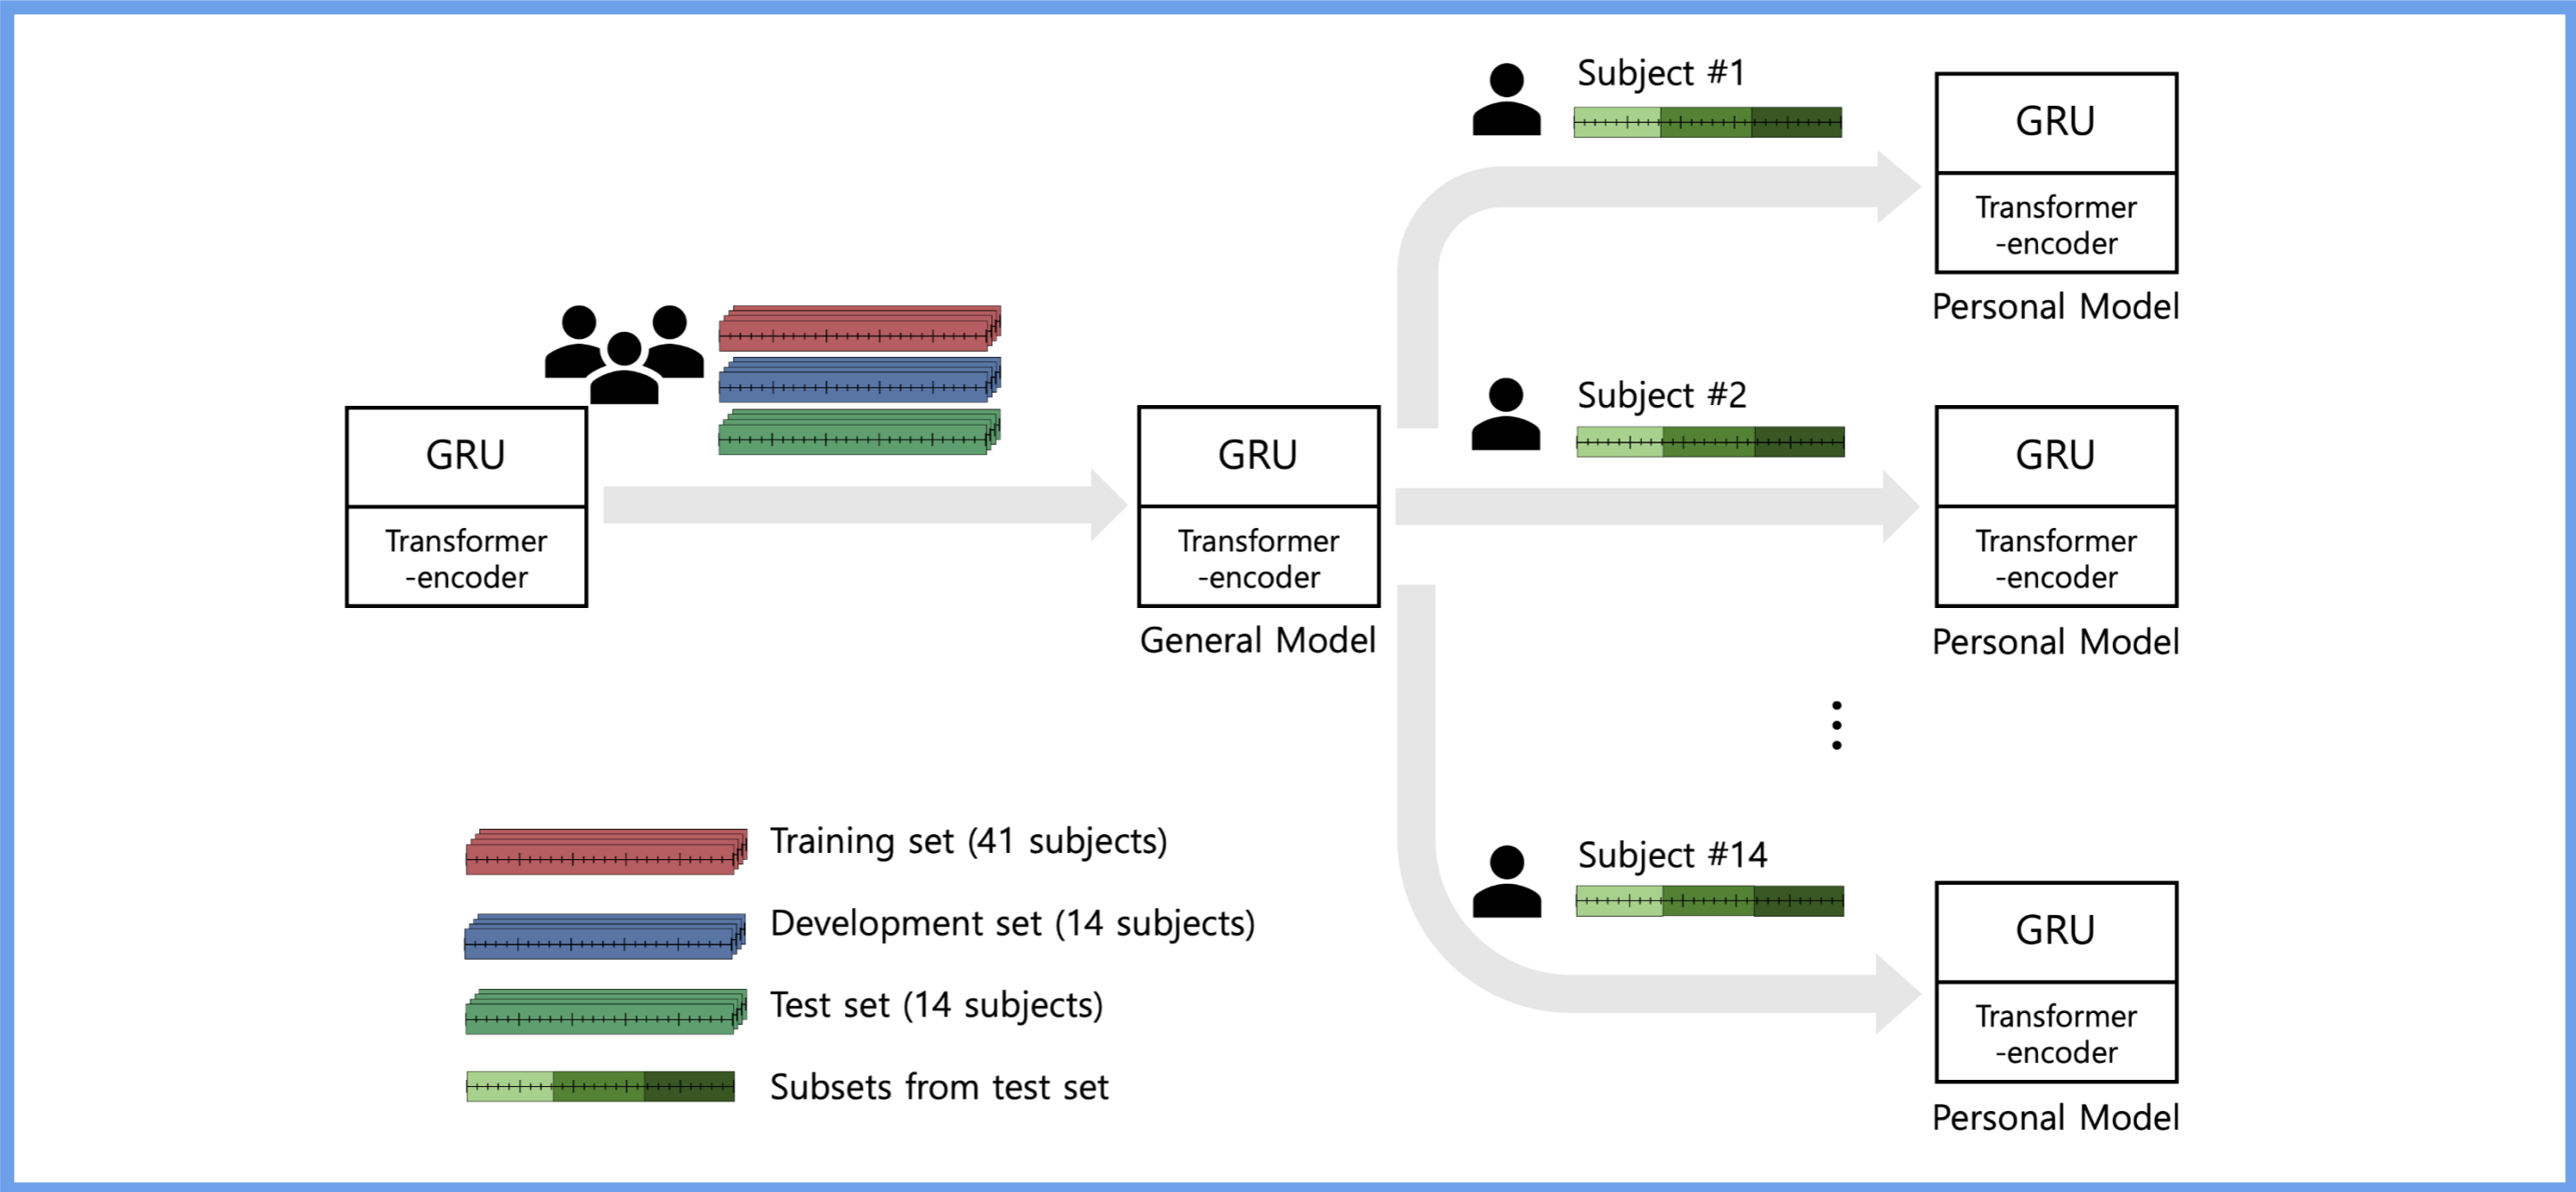 Subject #1
GRU
Transformer
-encoder
Personal Model
GRU
Transformer
-encoder
GRU
Transformer
-encoder
General Model
Subject #2
GRU
Transformer
-encoder
Personal Model
Training set (41 subjects)
Development set (14 subjects)
Test set (14 subjects)
Subsets from test set
Subject #14
GRU
Transformer
-encoder
Personal Model